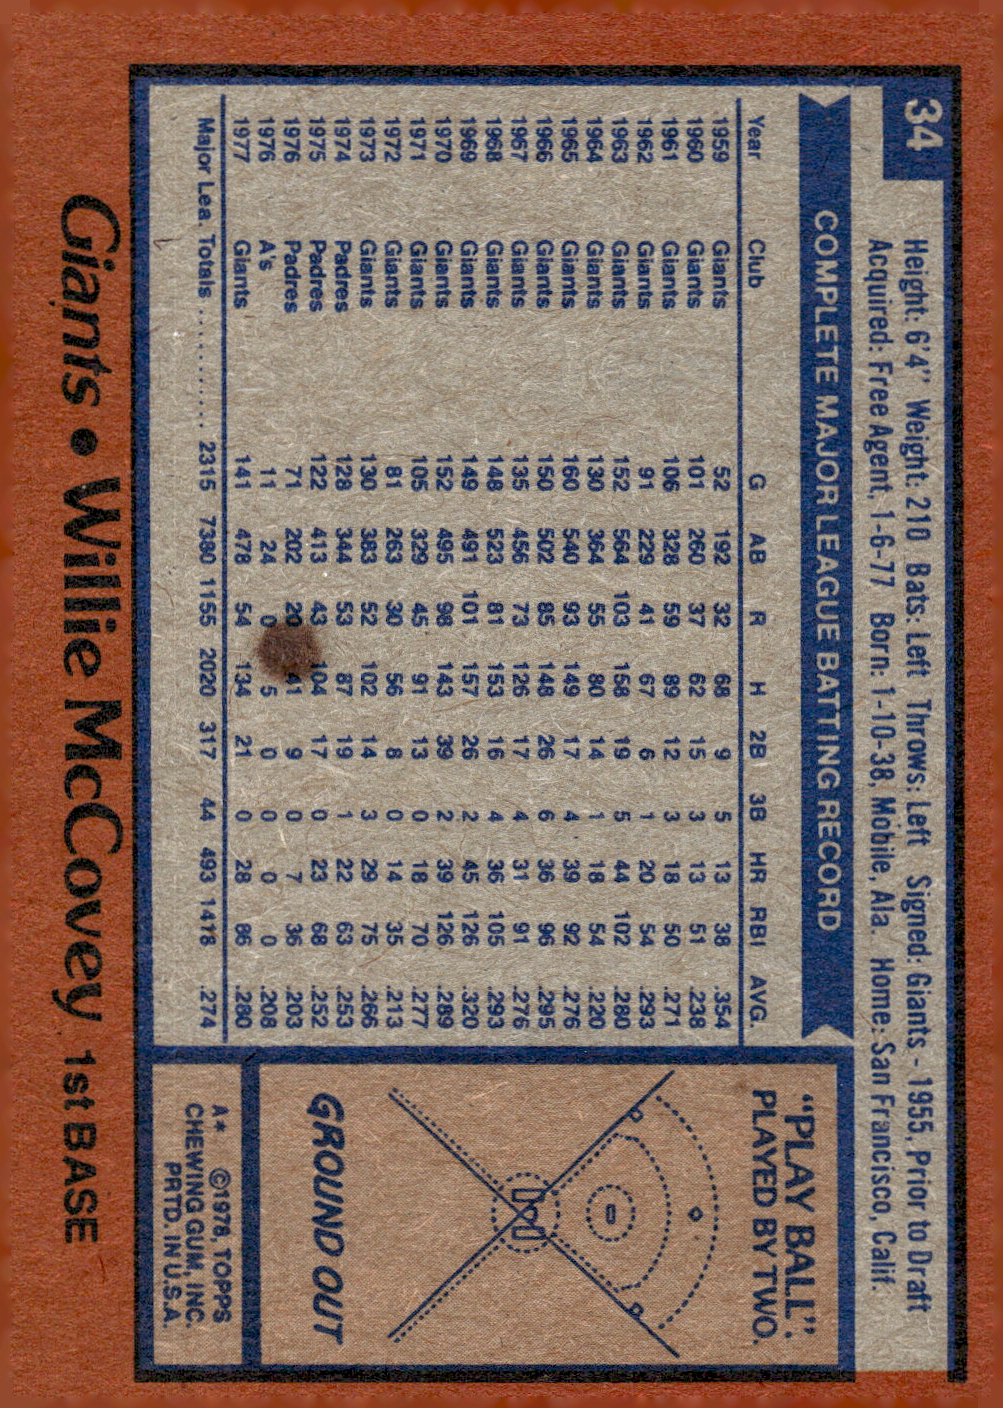 34
Height: 6'4" Weight: 210 Bats: Left Throws: Left Signed: Giants - 1955, Prior to Draft
Acquired: Free Agent, 1-6-77 Born: 1-10-38, Mobile, Ala. Home: San Francisco, Calif.
COMPLETE MAJOR LEAGUE BATTING RECORD
Year Club G AB R H 2B 3B HR RBI AVG.
1959 Giants 52 192 32 68 9 5 13 38 .354
1960 Giants 101 260 37 62 15 3 13 51 .238
1961 Giants 106 328 59 89 12 3 18 50 .271
1962 Giants 91 229 41 67 6 1 20 54 .293
1963 Giants 152 564 103 158 19 5 44 102 .280
1964 Giants 130 364 55 80 14 1 18 54 .220
1965 Giants 160 540 93 149 17 4 39 92 .276
1966 Giants 150 502 85 148 26 6 36 96 .295
1967 Giants 135 456 73 126 17 4 31 91 .276
1968 Giants 148 523 81 153 16 4 36 105 .293
1969 Giants 149 491 101 157 26 2 45 126 .320
1970 Giants 152 495 98 143 39 2 39 126 .289
1971 Giants 105 329 45 91 13 0 18 70 .277
1972 Giants 81 263 30 56 8 0 14 35 .213
1973 Giants 130 383 52 102 14 3 29 75 .266
1974 Padres 128 344 53 87 19 1 22 63 .253
1975 Padres 122 413 43 104 17 0 23 68 .252
1976 Padres 71 202 20 41 9 0 7 36 .203
1976 A's 11 24 0 5 0 0 0 0 .208
1977 Giants 141 478 54 134 21 0 28 86 .280
Major Lea. Totals .......... 2315 7380 1155 2020 317 44 493 1418 .274
"PLAY BALL":
PLAYED BY TWO.
GROUND OUT
A* ©1978, TOPPS
CHEWING GUM, INC.
PRTD. IN U.S.A.
Giants • Willie McCovey 1st BASE